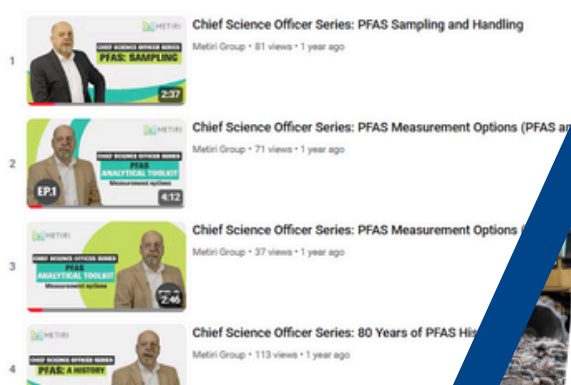 METIRI
CHIEF SCIENCE OFFICER SERIES
PFAS: SAMPLING
2:37
1
Chief Science Officer Series: PFAS Sampling and Handling
Metiri Group • 81 views • 1 year ago
METIRI
CHIEF SCIENCE OFFICER SERIES
PFAS
ANALYTICAL TOOLKIT
Measurement options
EP.1
4:12
2
Chief Science Officer Series: PFAS Measurement Options (PFAS
Metiri Group • 71 views • 1 year ago
METIRI
CHIEF SCIENCE OFFICER SERIES
PFAS
ANALYTICAL TOOLKIT
Measurement options
2:46
3
Chief Science Officer Series: PFAS Measurement Options
Metiri Group • 37 views • 1 year ago
METIRI
CHIEF SCIENCE OFFICER SERIES
PFAS: A HISTORY
4
Chief Science Officer Series: 80 Years of PFAS
Metiri Group • 113 views • 1 year ago